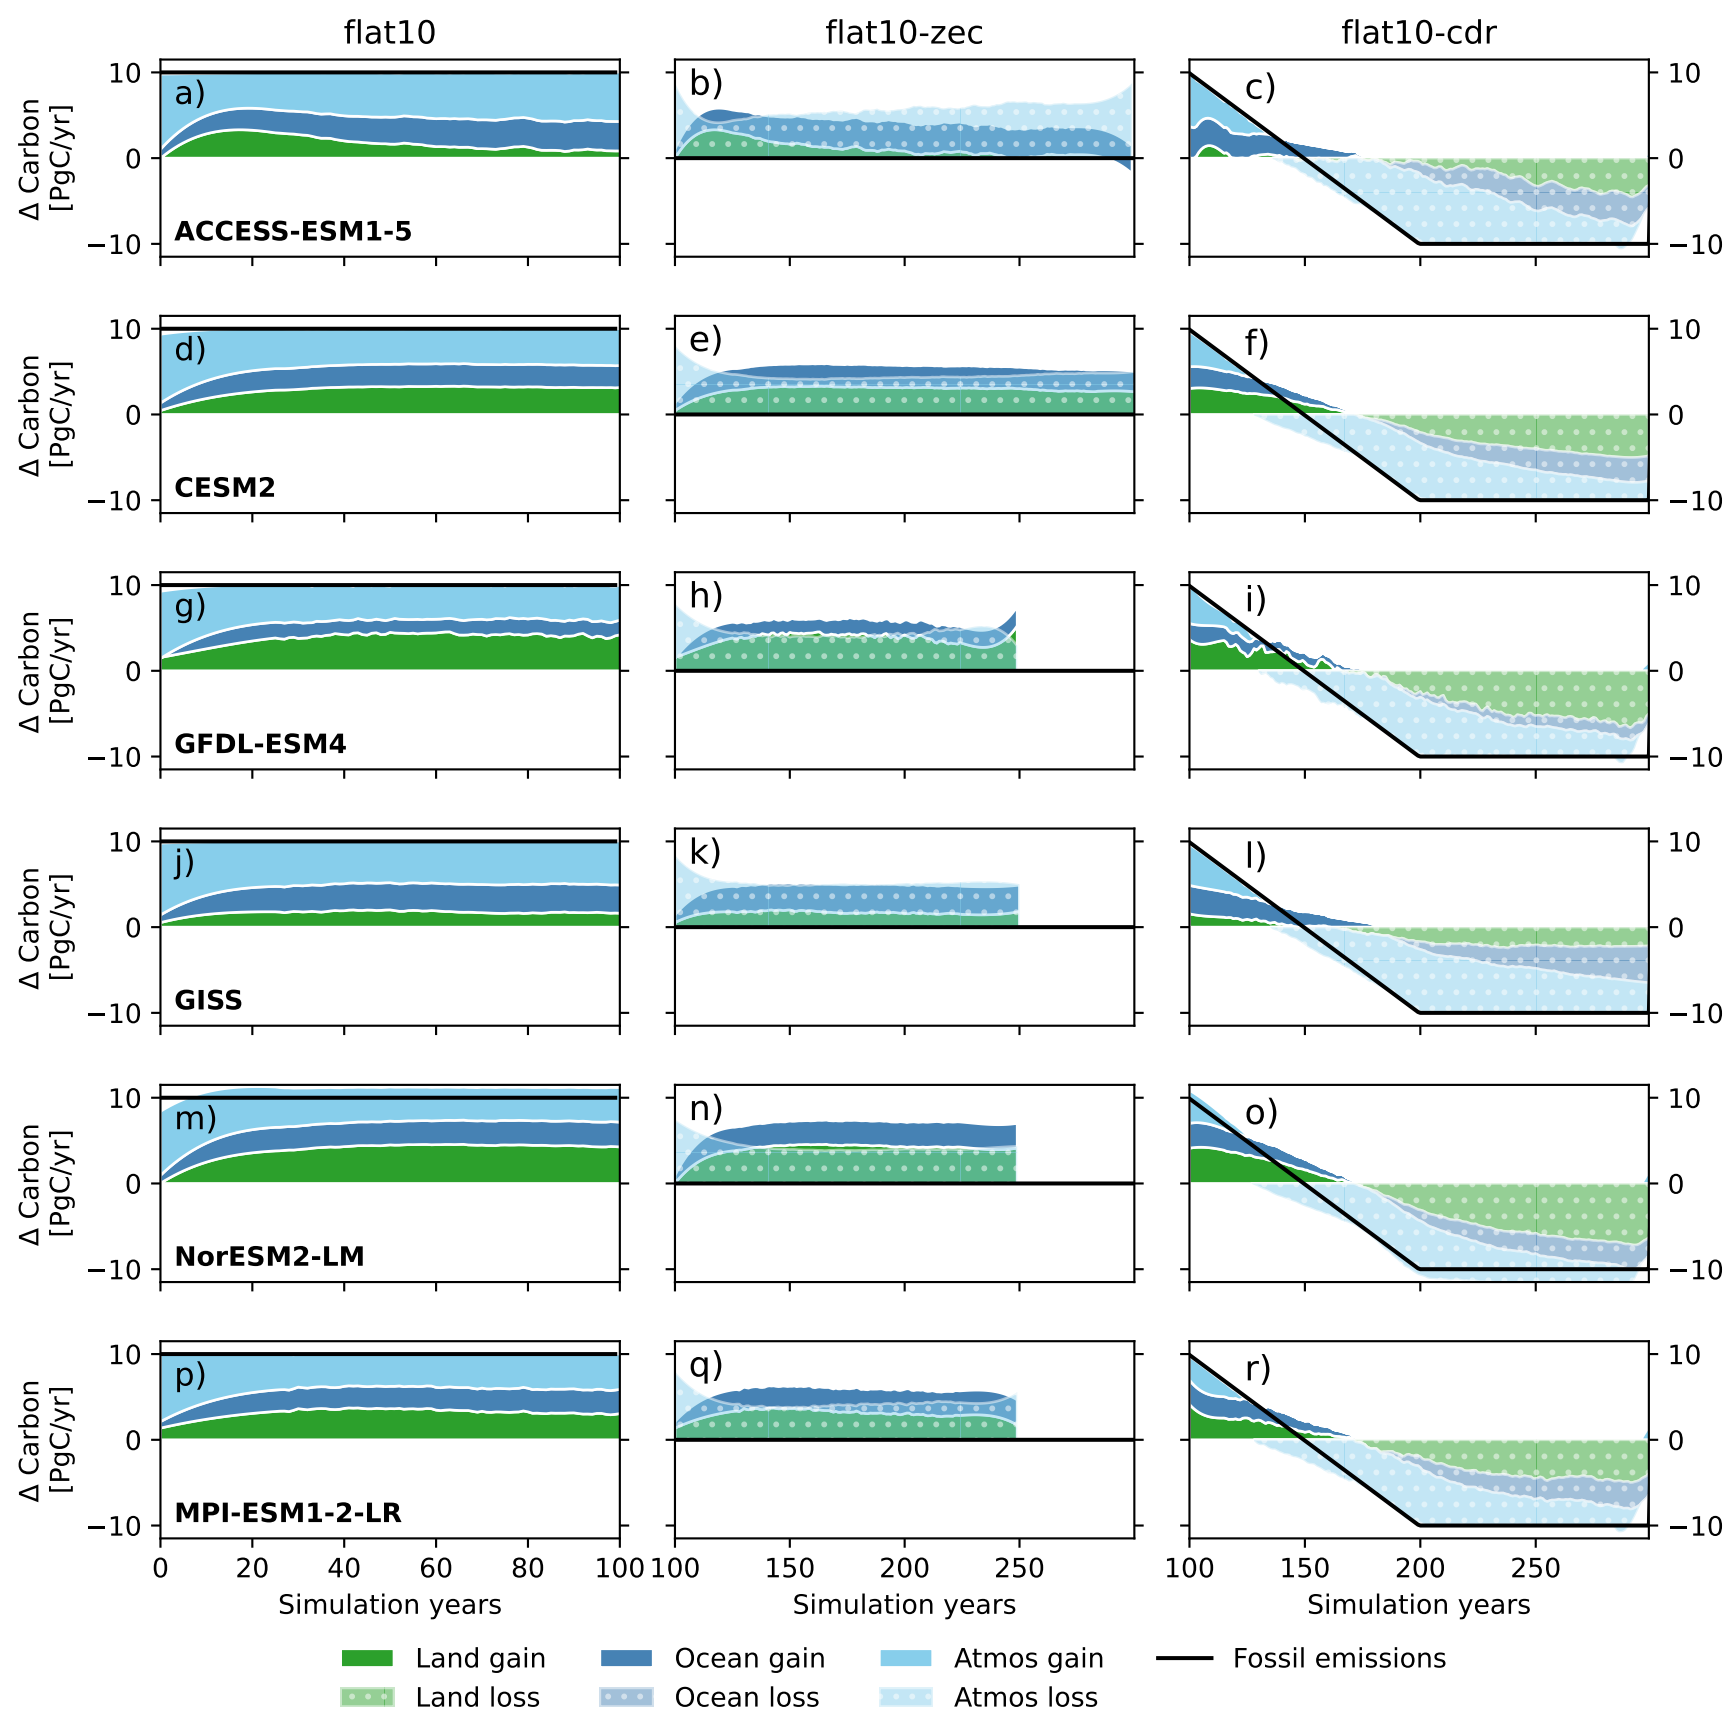 flat10 flat10-zec flat10-cdr
10 a) b) c) 10
0 0
−10 −10
Δ Carbon
[PgC/yr]
ACCESS-ESM1-5
10 d) e) f) 10
0 0
−10 −10
Δ Carbon
[PgC/yr]
CESM2
10 g) h) i) 10
0 0
−10 −10
Δ Carbon
[PgC/yr]
GFDL-ESM4
10 j) k) l) 10
0 0
−10 −10
Δ Carbon
[PgC/yr]
GISS
10 m) n) o) 10
0 0
−10 −10
Δ Carbon
[PgC/yr]
NorESM2-LM
10 p) q) r) 10
0 0
−10 −10
Δ Carbon
[PgC/yr]
MPI-ESM1-2-LR
0 20 40 60 80 100 100 150 200 250 100 150 200 250
Simulation years Simulation years Simulation years
Land gain Ocean gain Atmos gain Fossil emissions
Land loss Ocean loss Atmos loss